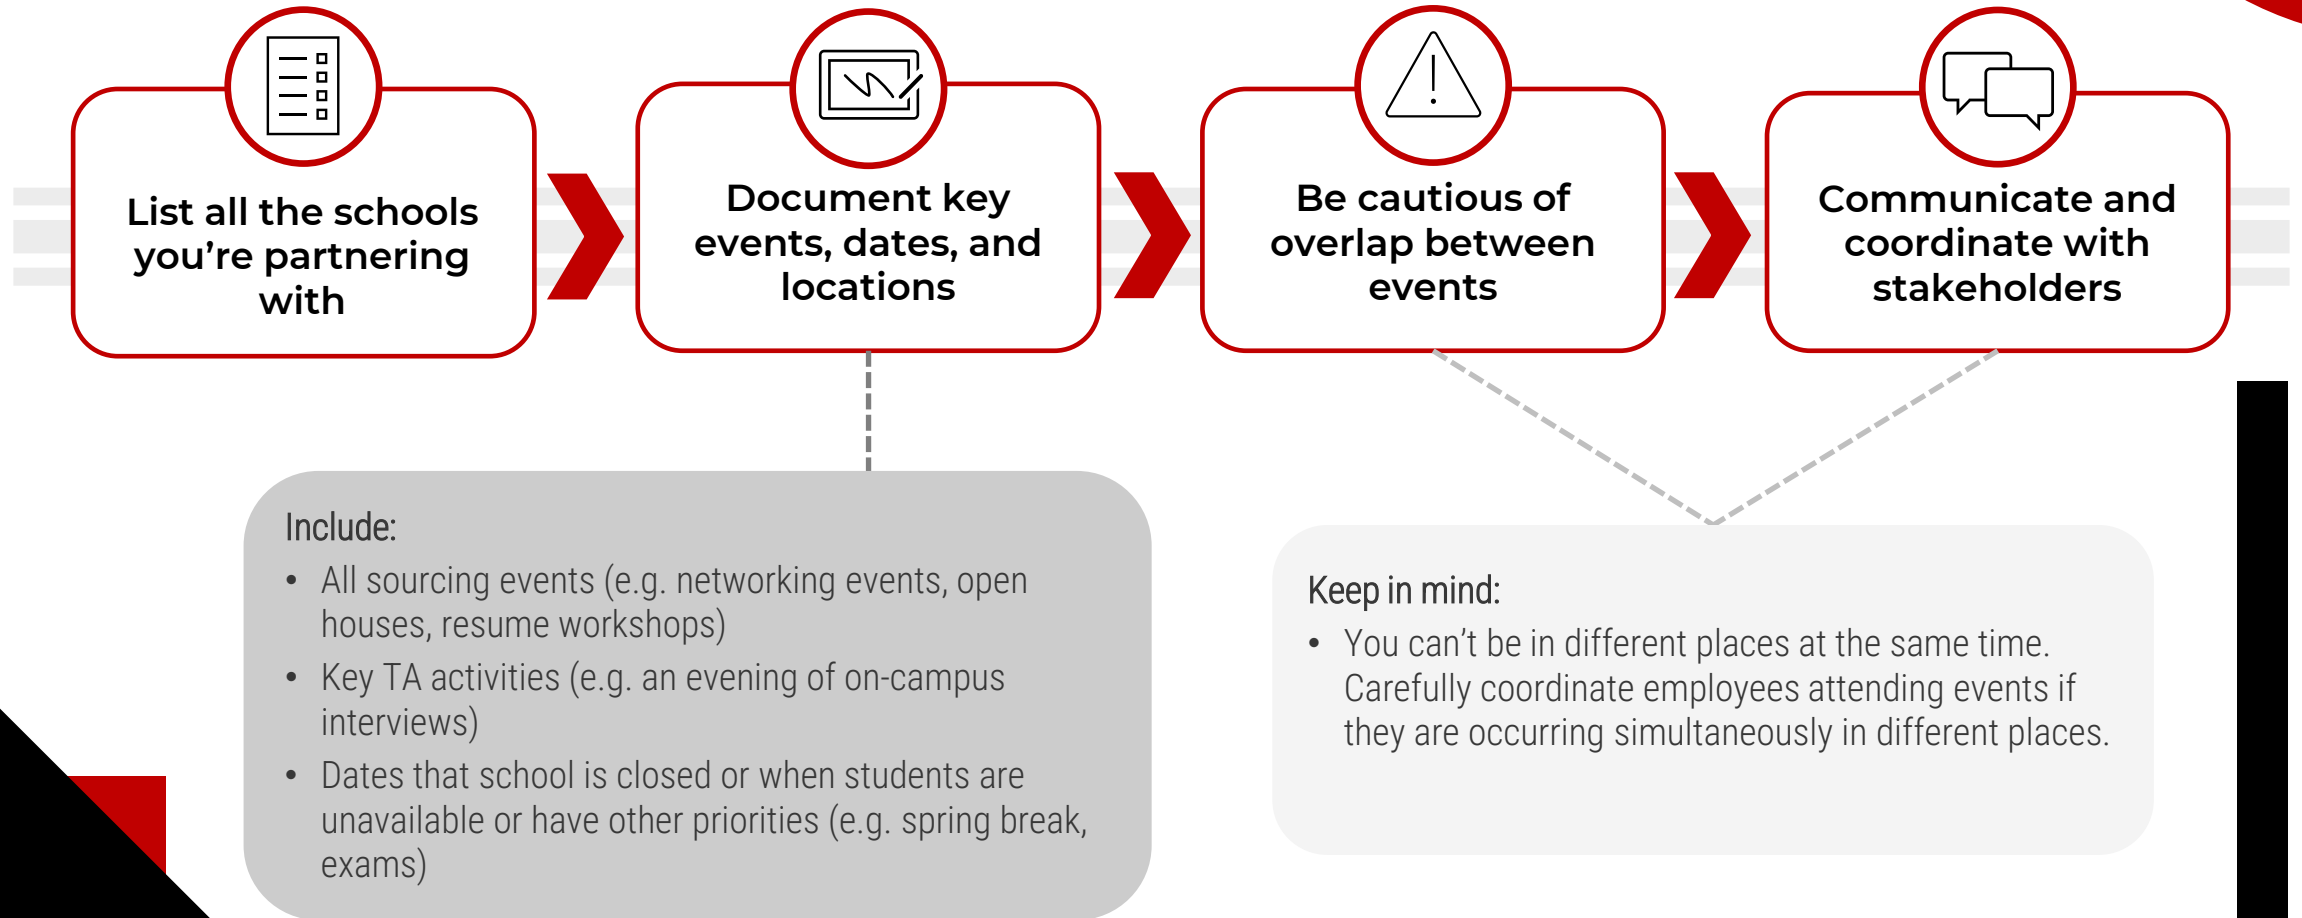 List all the schools
you’re partnering
with
Document key
events, dates, and
locations
Be cautious of
overlap between
events
Communicate and
coordinate with
stakeholders
Include:
• All sourcing events (e.g. networking events, open
houses, resume workshops)
• Key TA activities (e.g. an evening of on-campus
interviews)
• Dates that school is closed or when students are
unavailable or have other priorities (e.g. spring break,
exams)
Keep in mind:
• You can’t be in different places at the same time.
Carefully coordinate employees attending events if
they are occurring simultaneously in different places.